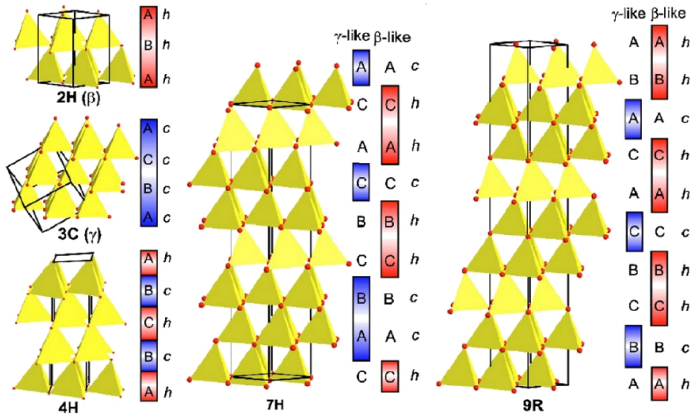 A h
B h
A h
2H (β)
A c
C c
B c
A c
3C (γ)
A h
B c
C h
B c
A h
4H
γ-like β-like
A A c
C C h
A A h
C C c
B B h
C C h
B B c
A A c
C C h
7H
γ-like β-like
A A h
B B h
A A c
C C h
A A h
C C c
B B h
C C h
B B c
A A h
9R